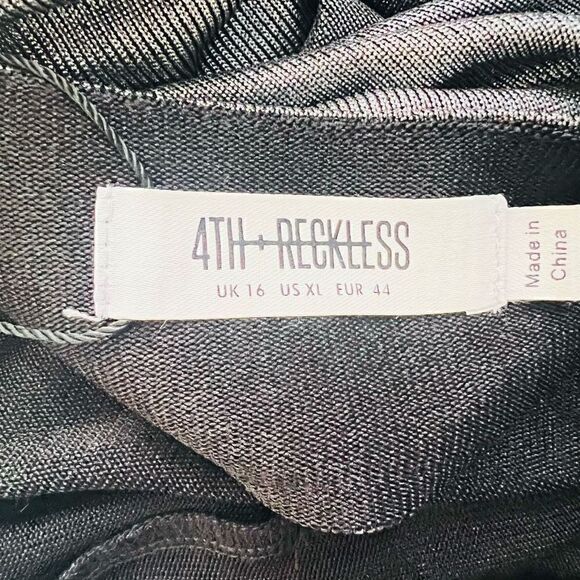 4TH + RECKLESS
UK 16 US XL EUR 44
Made in
China